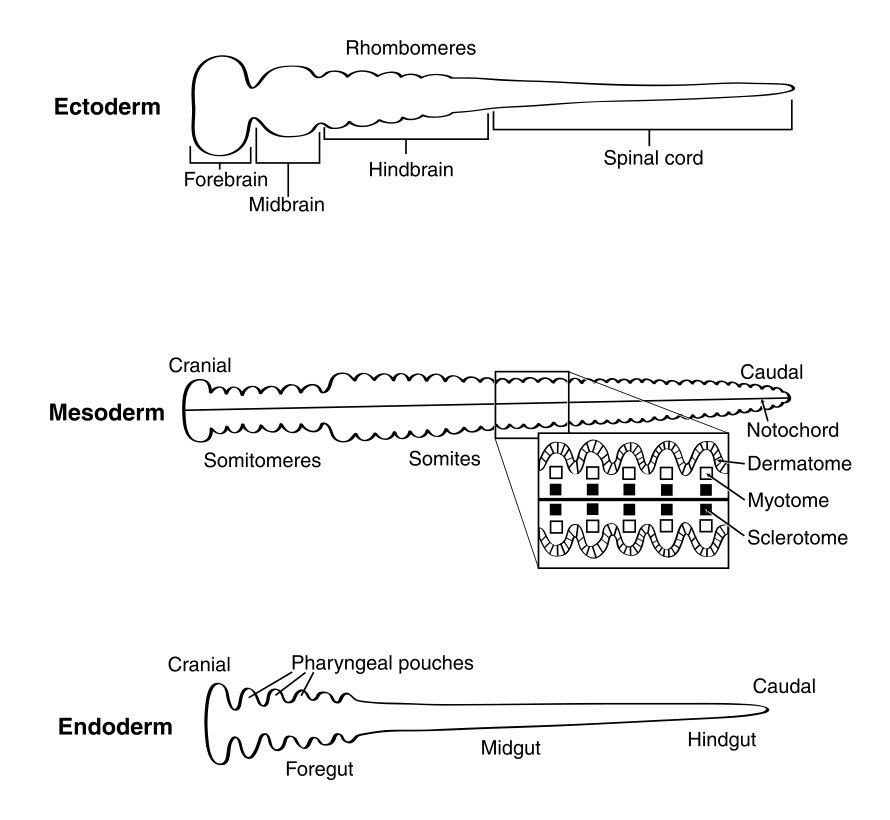 Rhombomeres
Ectoderm
Forebrain
Midbrain
Hindbrain
Spinal cord
Cranial
Caudal
Mesoderm
Notochord
Somitomeres
Somites
Dermatome
Myotome
Sclerotome
Cranial
Pharyngeal pouches
Caudal
Endoderm
Foregut
Midgut
Hindgut